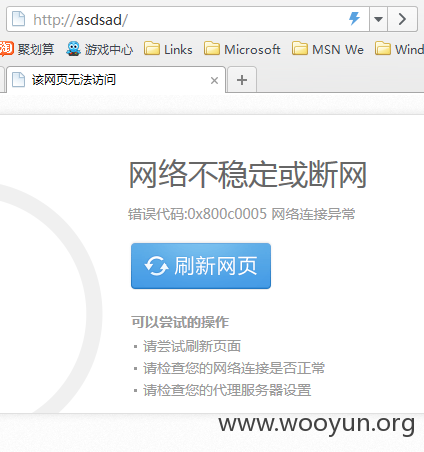 http://asdsad/
淘 聚划算 游戏中心 Links Microsoft MSN We Wind
该网页无法访问
网络不稳定或断网
错误代码:0x800c0005 网络连接异常
刷新网页
可以尝试的操作
• 请尝试刷新页面
• 请检查您的网络连接是否正常
• 请检查您的代理服务器设置
www.wooyun.org